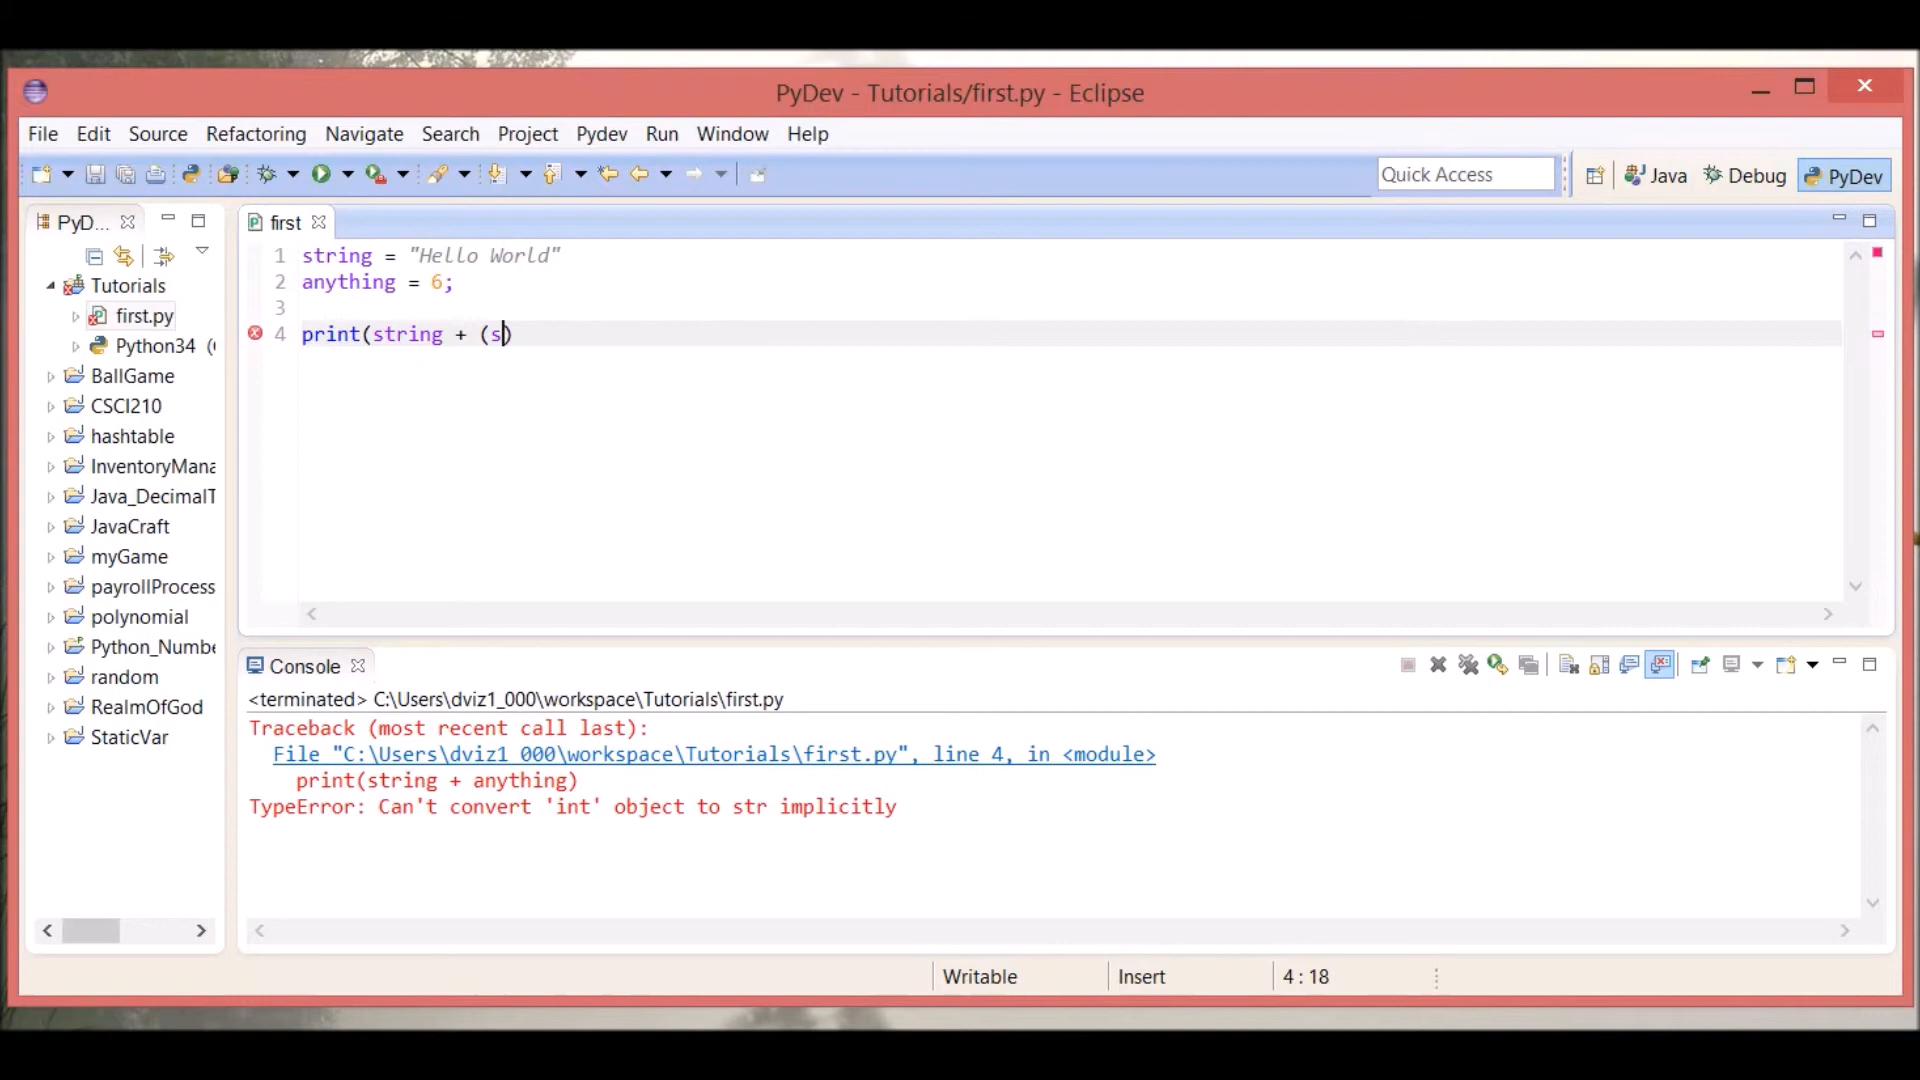 PyDev - Tutorials/first.py - Eclipse
File Edit Source Refactoring Navigate Search Project Pydev Run Window Help
Quick Access
Java
Debug
PyDev
PyD...
Tutorials
first.py
Python34 (
BallGame
CSCI210
hashtable
InventoryMana
Java_DecimalT
JavaCraft
myGame
payrollProcess
polynomial
Python_Numbe
random
RealmOfGod
StaticVar
first
1 string = "Hello World"
2 anything = 6;
3
4 print(string + (s)
Console
<terminated> C:\Users\dviz1_000\workspace\Tutorials\first.py
Traceback (most recent call last):
File "C:\Users\dviz1_000\workspace\Tutorials\first.py", line 4, in <module>
print(string + anything)
TypeError: Can't convert 'int' object to str implicitly
Writable
Insert
4 : 18